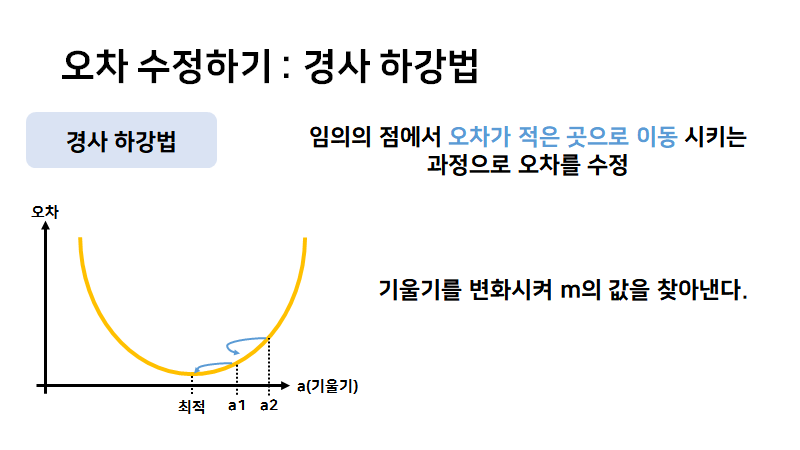 오차 수정하기 : 경사 하강법
경사 하강법
임의의 점에서 오차가 적은 곳으로 이동 시키는
과정으로 오차를 수정
오차
기울기를 변화시켜 m의 값을 찾아낸다.
a(기울기)
최적
a1
a2